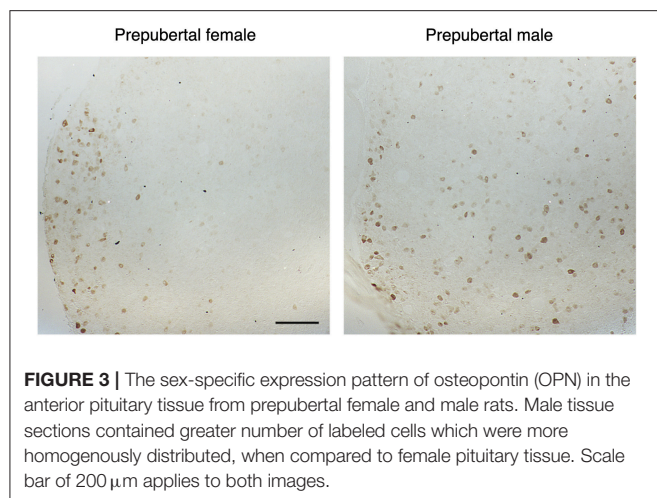 Prepubertal female
Prepubertal male
FIGURE 3 | The sex-specific expression pattern of osteopontin (OPN) in the
anterior pituitary tissue from prepubertal female and male rats. Male tissue
sections contained greater number of labeled cells which were more
homogenously distributed, when compared to female pituitary tissue. Scale
bar of 200 μm applies to both images.